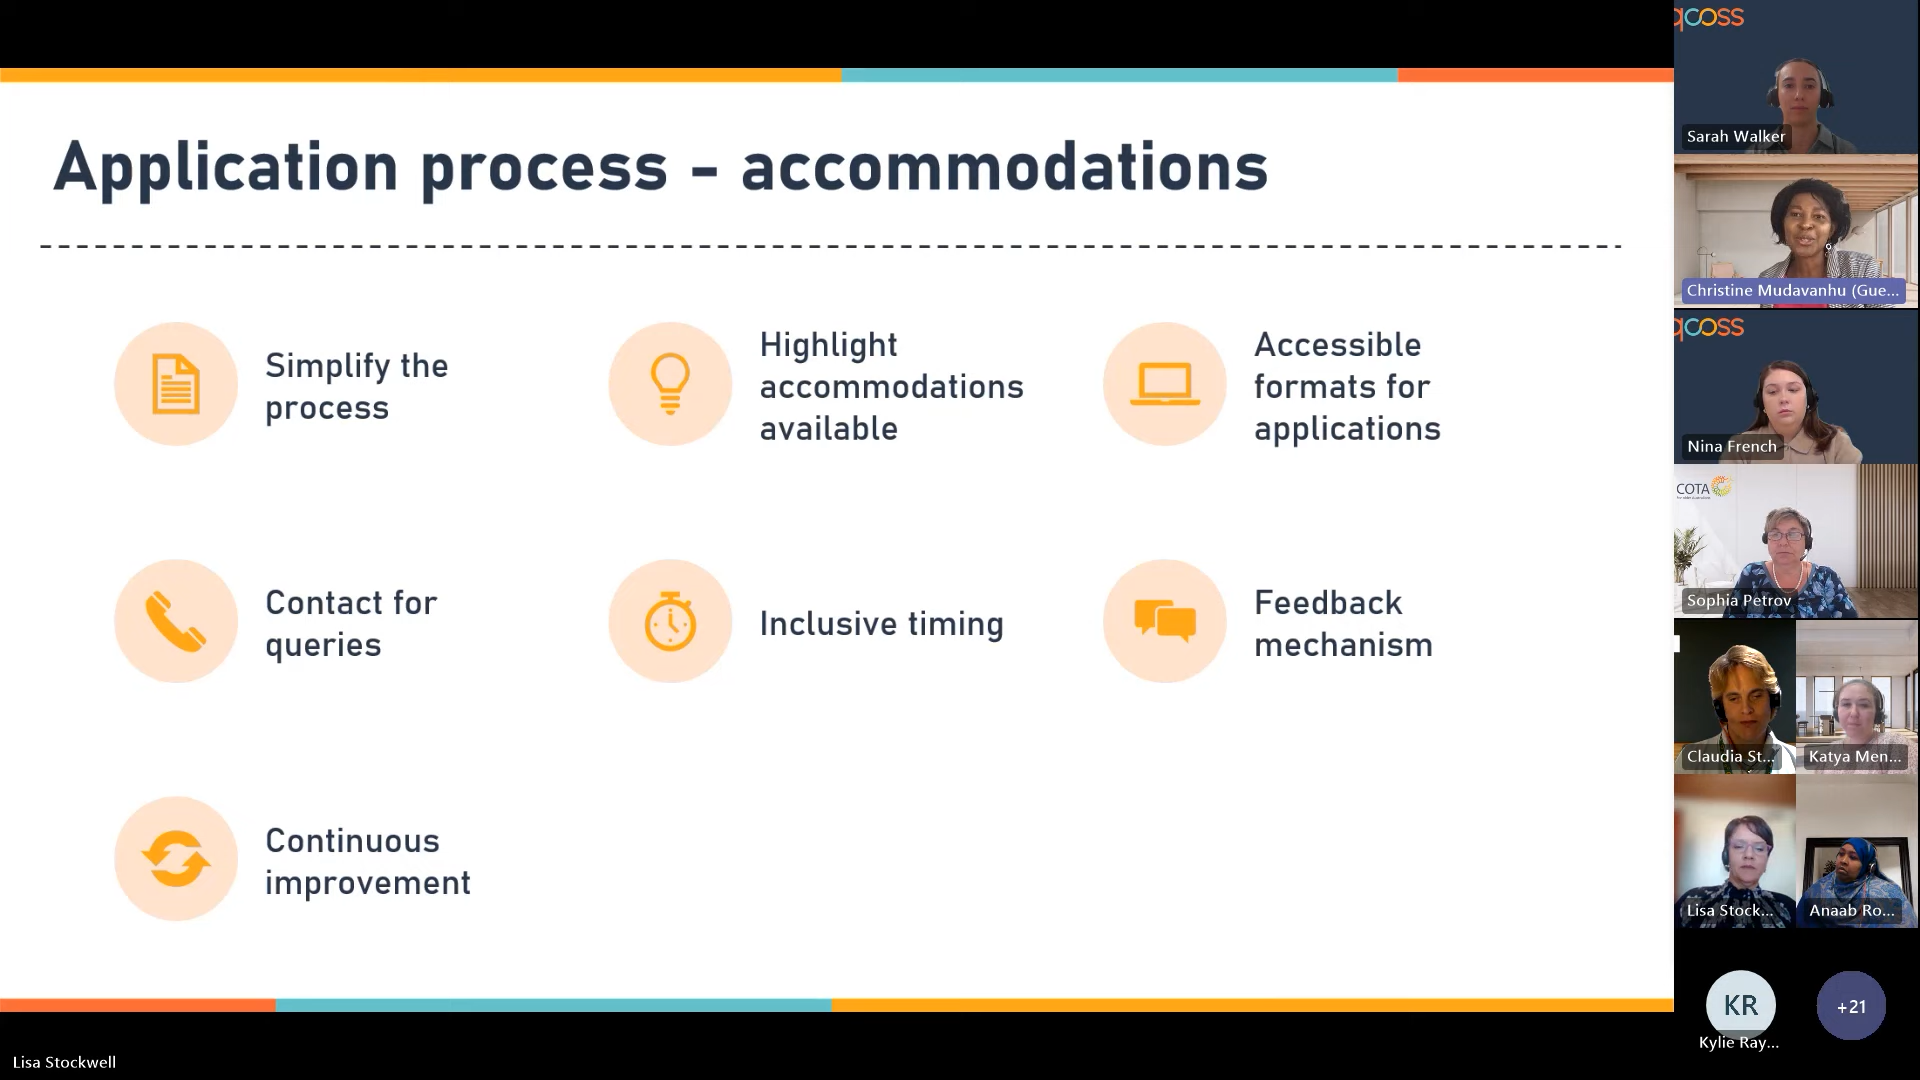 Application process - accommodations
Simplify the
process
Highlight
accommodations
available
Accessible
formats for
applications
Contact for
queries
Inclusive timing
Feedback
mechanism
Continuous
improvement
Lisa Stockwell
qcoss
Sarah Walker
Christine Mudavanhu (Gue...
qcoss
Nina French
COTA
Sophia Petrov
Claudia St...
Katya Men...
Lisa Stock...
Anaab Ro...
KR
+21
Kylie Ray...